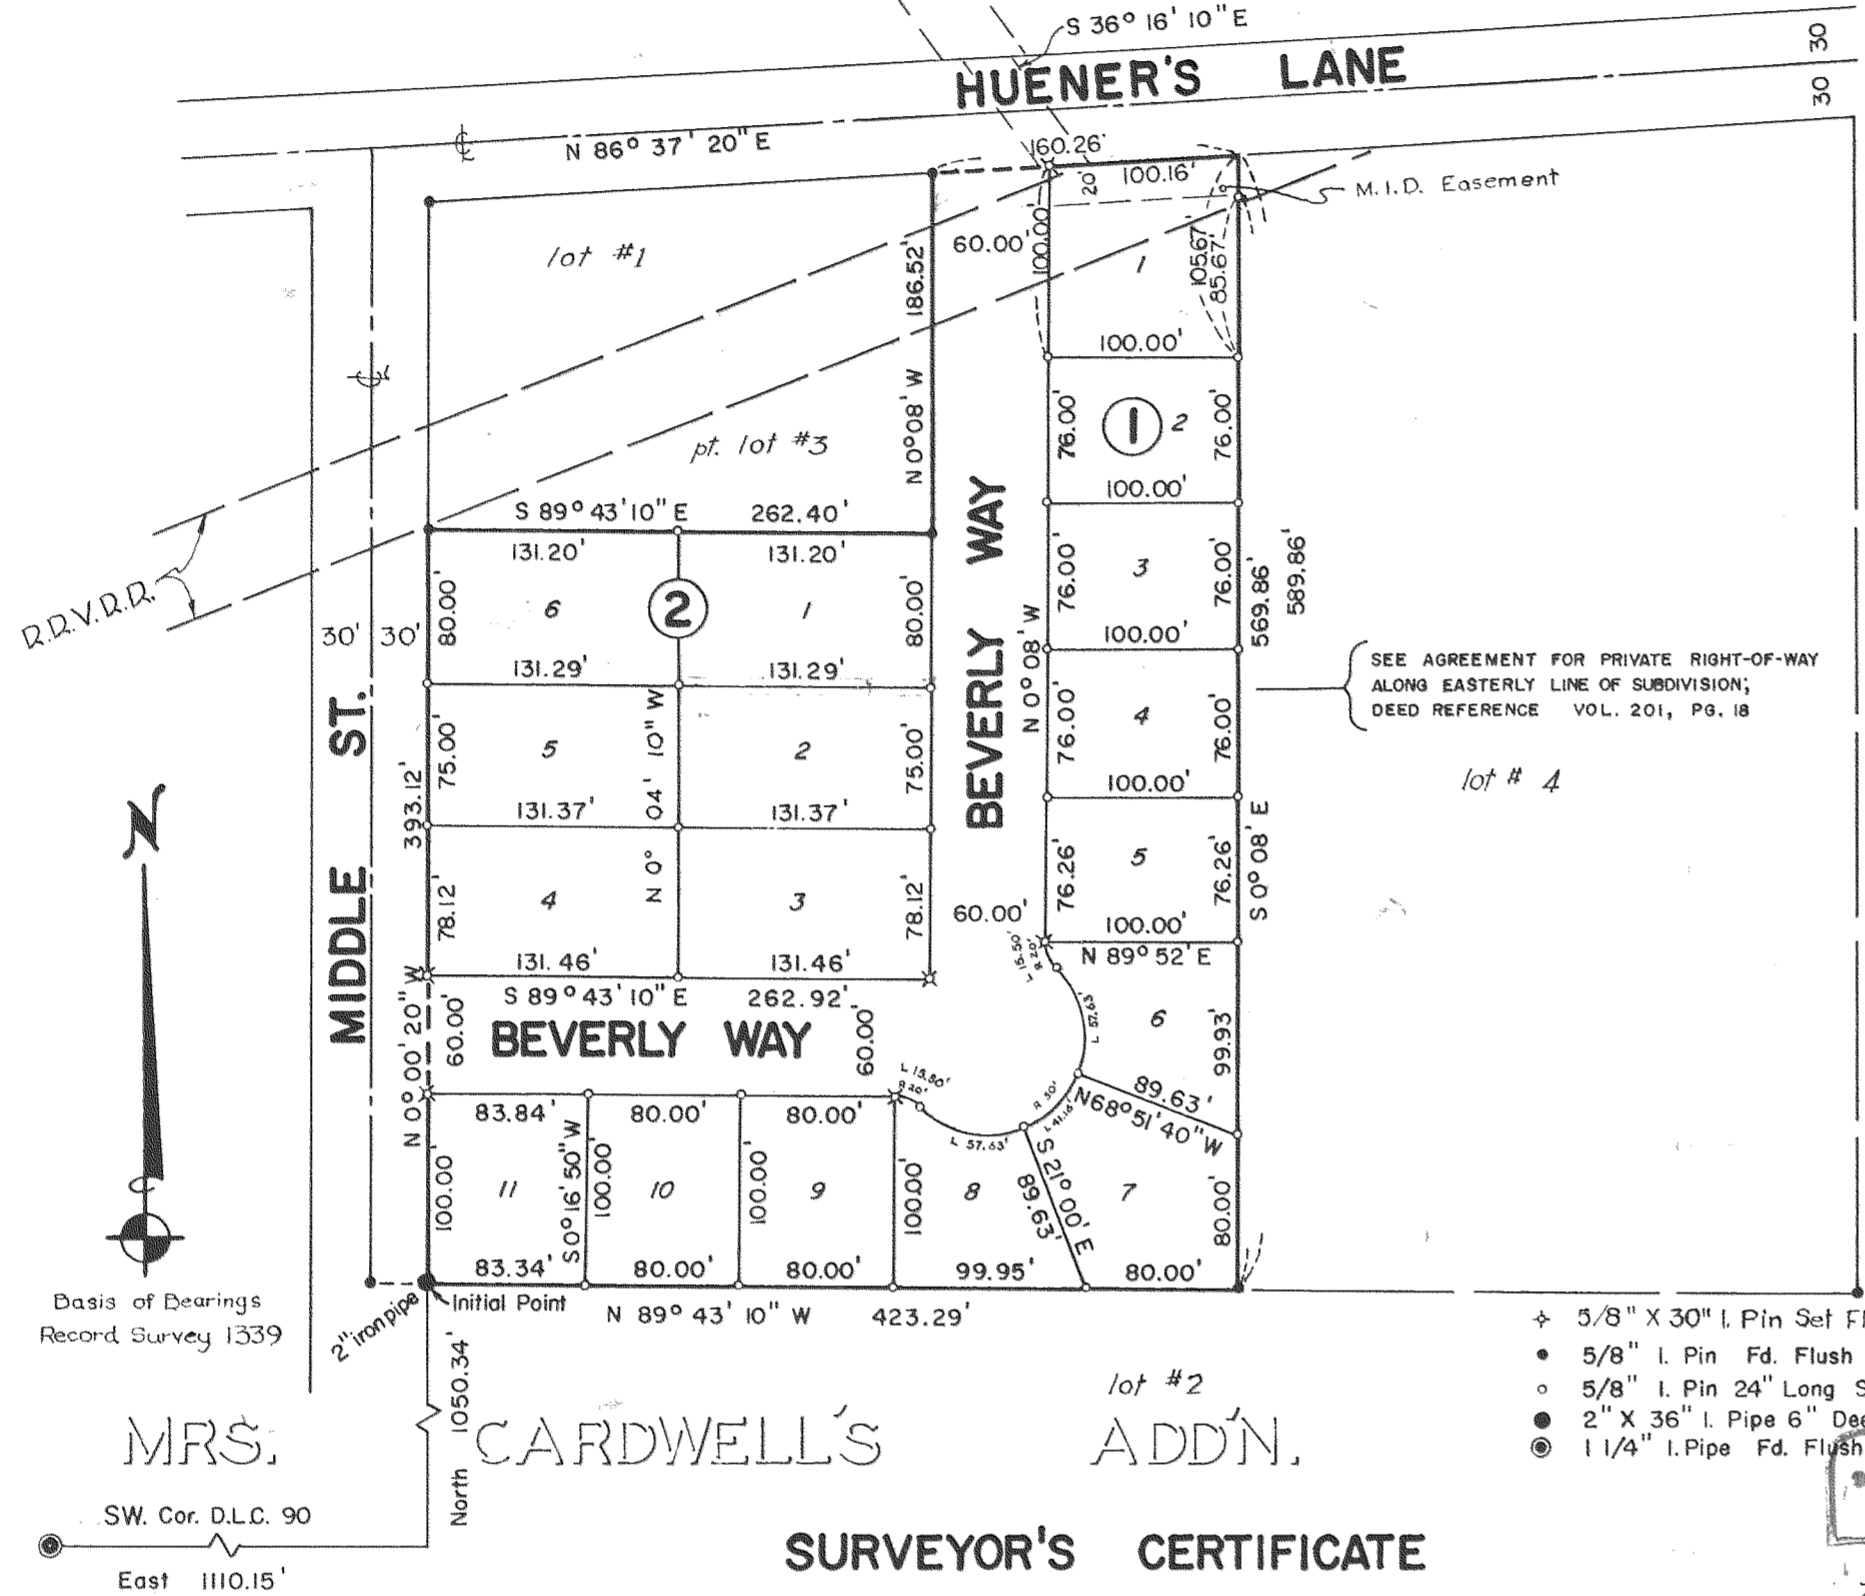 S 36° 16' 10" E
HUENER'S LANE
30
30
N 86° 37' 20" E
160.26'
20'
100.16'
M.I.D. Easement
lot #1
186.52'
60.00'
100.00'
1
105.67'
85.67'
100.00'
N 0°08' W
76.00'
1
2
76.00'
100.00'
pt. lot #3
S 89° 43' 10" E 262.40'
131.20'
131.20'
80.00'
6
2
1
80.00'
131.29'
131.29'
30' 30'
BEVERLY WAY
N 0°08' W
76.00'
3
76.00'
100.00'
569.86'
589.86'
SEE AGREEMENT FOR PRIVATE RIGHT-OF-WAY
ALONG EASTERLY LINE OF SUBDIVISION;
DEED REFERENCE VOL. 201, PG. 18
76.00'
4
76.00'
100.00'
lot # 4
MIDDLE ST.
393.12'
75.00'
5
N 0° 04' 10" W
2
75.00'
131.37'
131.37'
N
78.12'
4
3
78.12'
131.46'
131.46'
S 89° 43' 10" E 262.92'
60.00'
76.26'
5
76.26'
S 0° 08' E
100.00'
N 89° 52' E
L 15.50'
R 20'
L 57.63'
6
99.93'
N 0° 00' 20" W
60.00'
BEVERLY WAY
60.00'
L 15.50'
R 20'
L 57.63'
R 50'
L 41.16'
89.63'
N68° 51' 40" W
83.84'
80.00'
80.00'
100.00'
11
S 0° 16' 50" W
100.00'
10
100.00'
9
100.00'
8
S 21° 00' E
89.63'
7
80.00'
83.34'
80.00'
80.00'
99.95'
80.00'
Initial Point
N 89° 43' 10" W 423.29'
2" iron pipe
Basis of Bearings
Record Survey 1339
North 1050.34'
lot #2
5/8" X 30" I. Pin Set
5/8" I. Pin Fd. Flush
5/8" I. Pin 24" Long
2" X 36" I. Pipe 6"
1 1/4" I. Pipe Fd. Flush
MRS. CARDWELL'S ADD'N.
SW. Cor. D.L.C. 90
East 1110.15'
SURVEYOR'S CERTIFICATE